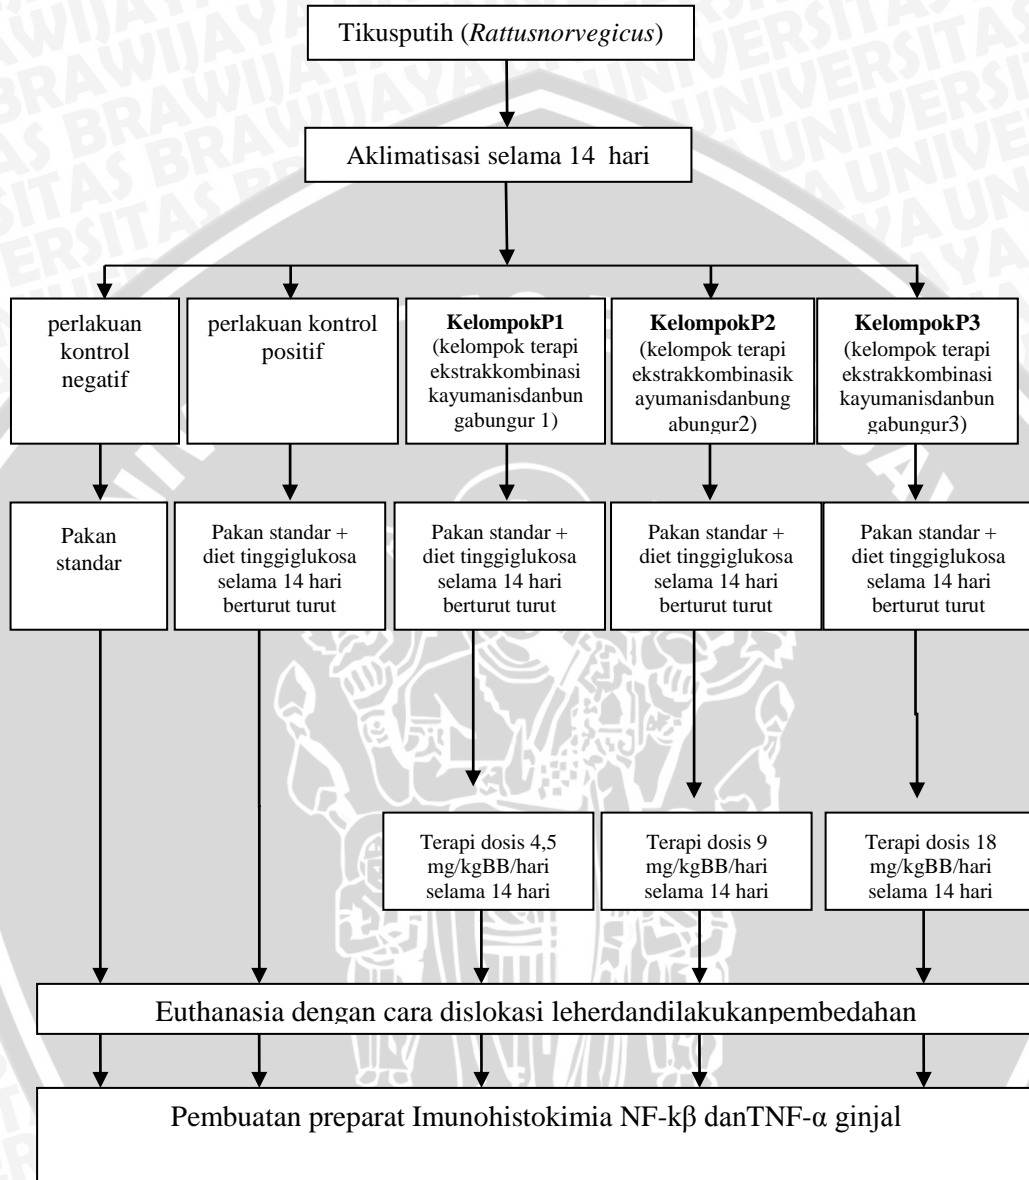 Tikusputih (Rattusnorvegicus)
Aklimatisasi selama 14 hari
perlakuan
kontrol
negatif
perlakuan kontrol
positif
KelompokP1
(kelompok terapi
ekstrakkombinasi
kayumanisdanbun
gabungur 1)
KelompokP2
(kelompok terapi
ekstrakkombinasik
ayumanisdanbung
abungur2)
KelompokP3
(kelompok terapi
ekstrakkombinasi
kayumanisdanbun
gabungur3)
Pakan
standar
Pakan standar +
diet tinggiglukosa
selama 14 hari
berturut turut
Pakan standar +
diet tinggiglukosa
selama 14 hari
berturut turut
Pakan standar +
diet tinggiglukosa
selama 14 hari
berturut turut
Pakan standar +
diet tinggiglukosa
selama 14 hari
berturut turut
Terapi dosis 4,5
mg/kgBB/hari
selama 14 hari
Terapi dosis 9
mg/kgBB/hari
selama 14 hari
Terapi dosis 18
mg/kgBB/hari
selama 14 hari
Euthanasia dengan cara dislokasi leherdandilakukanpembedahan
Pembuatan preparat Imunohistokimia NF-kβ danTNF-α ginjal